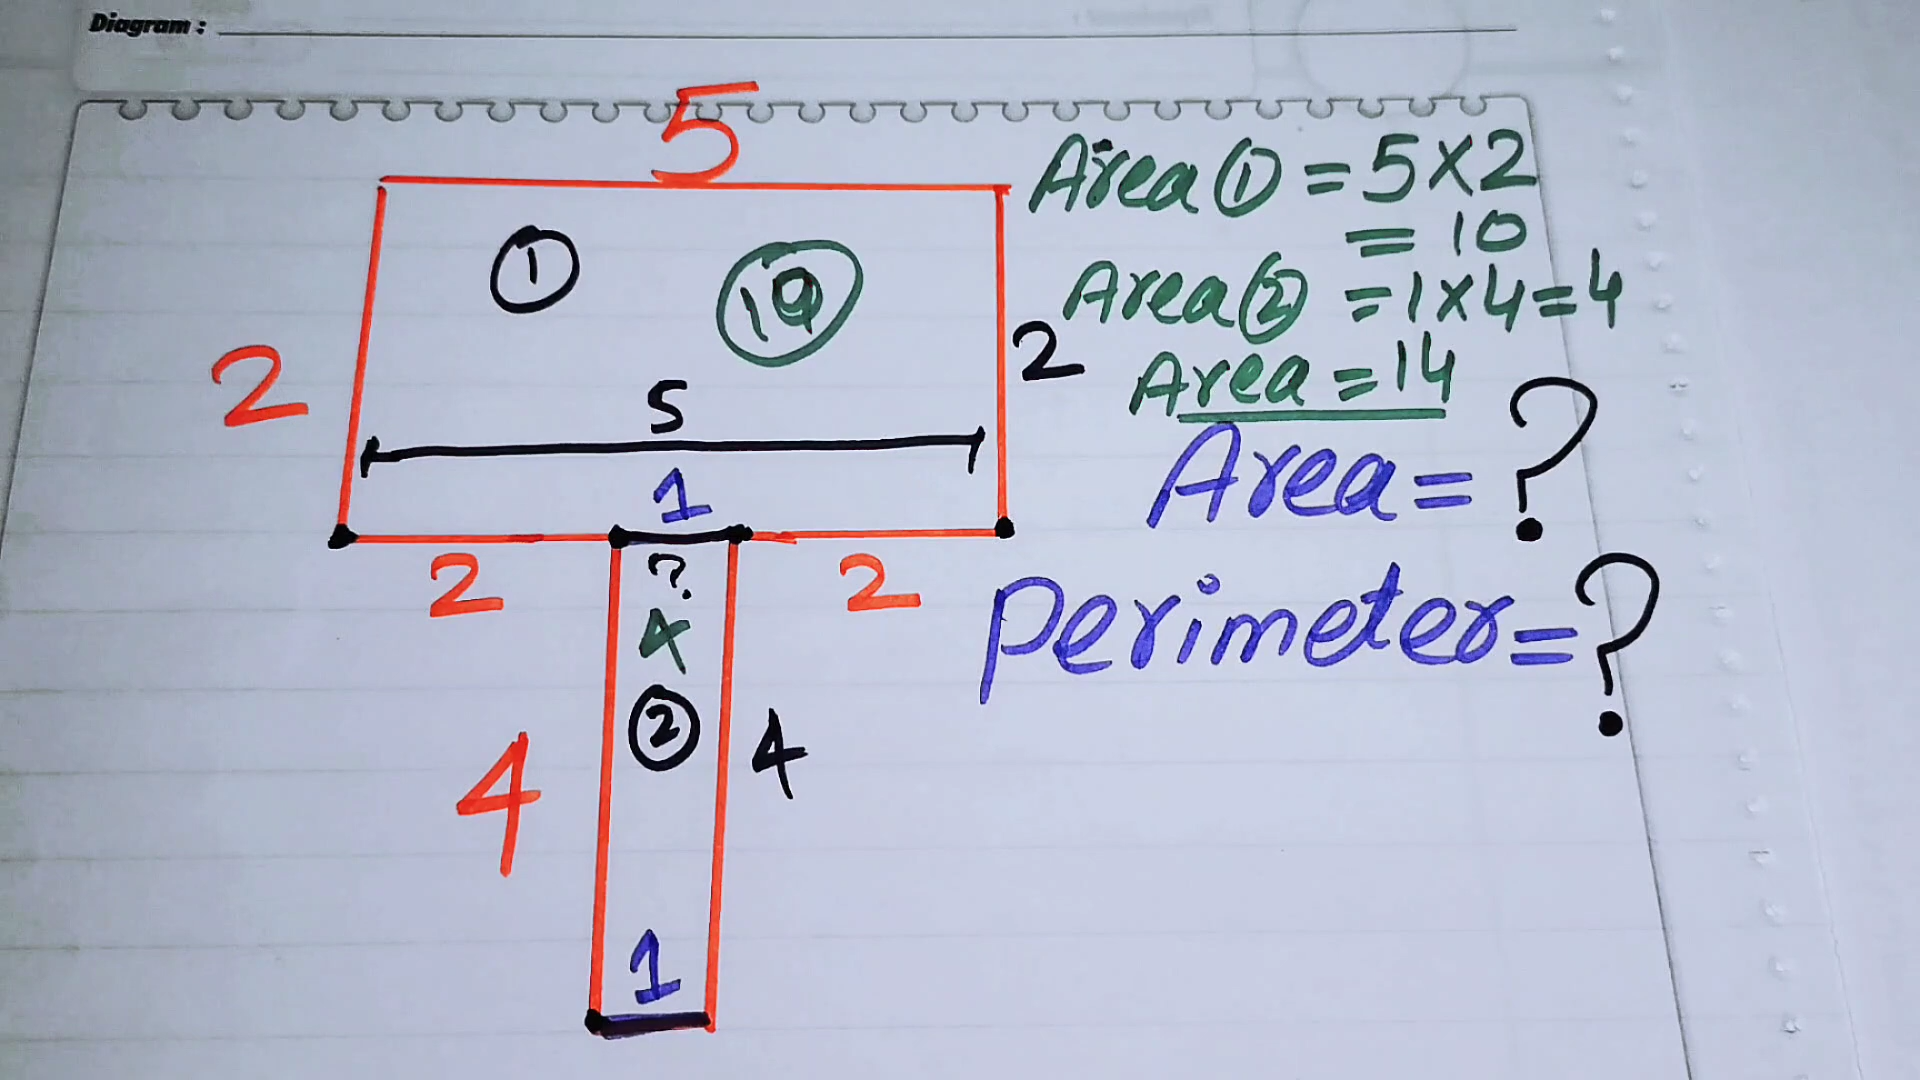 Diagram :
5
Area ① = 5×2
= 10
① 10
Area ② = 1×4=4
2
2
Area = 14
5
Area = ?
1
2
?
2
4
Perimeter = ?
②
4
4
1